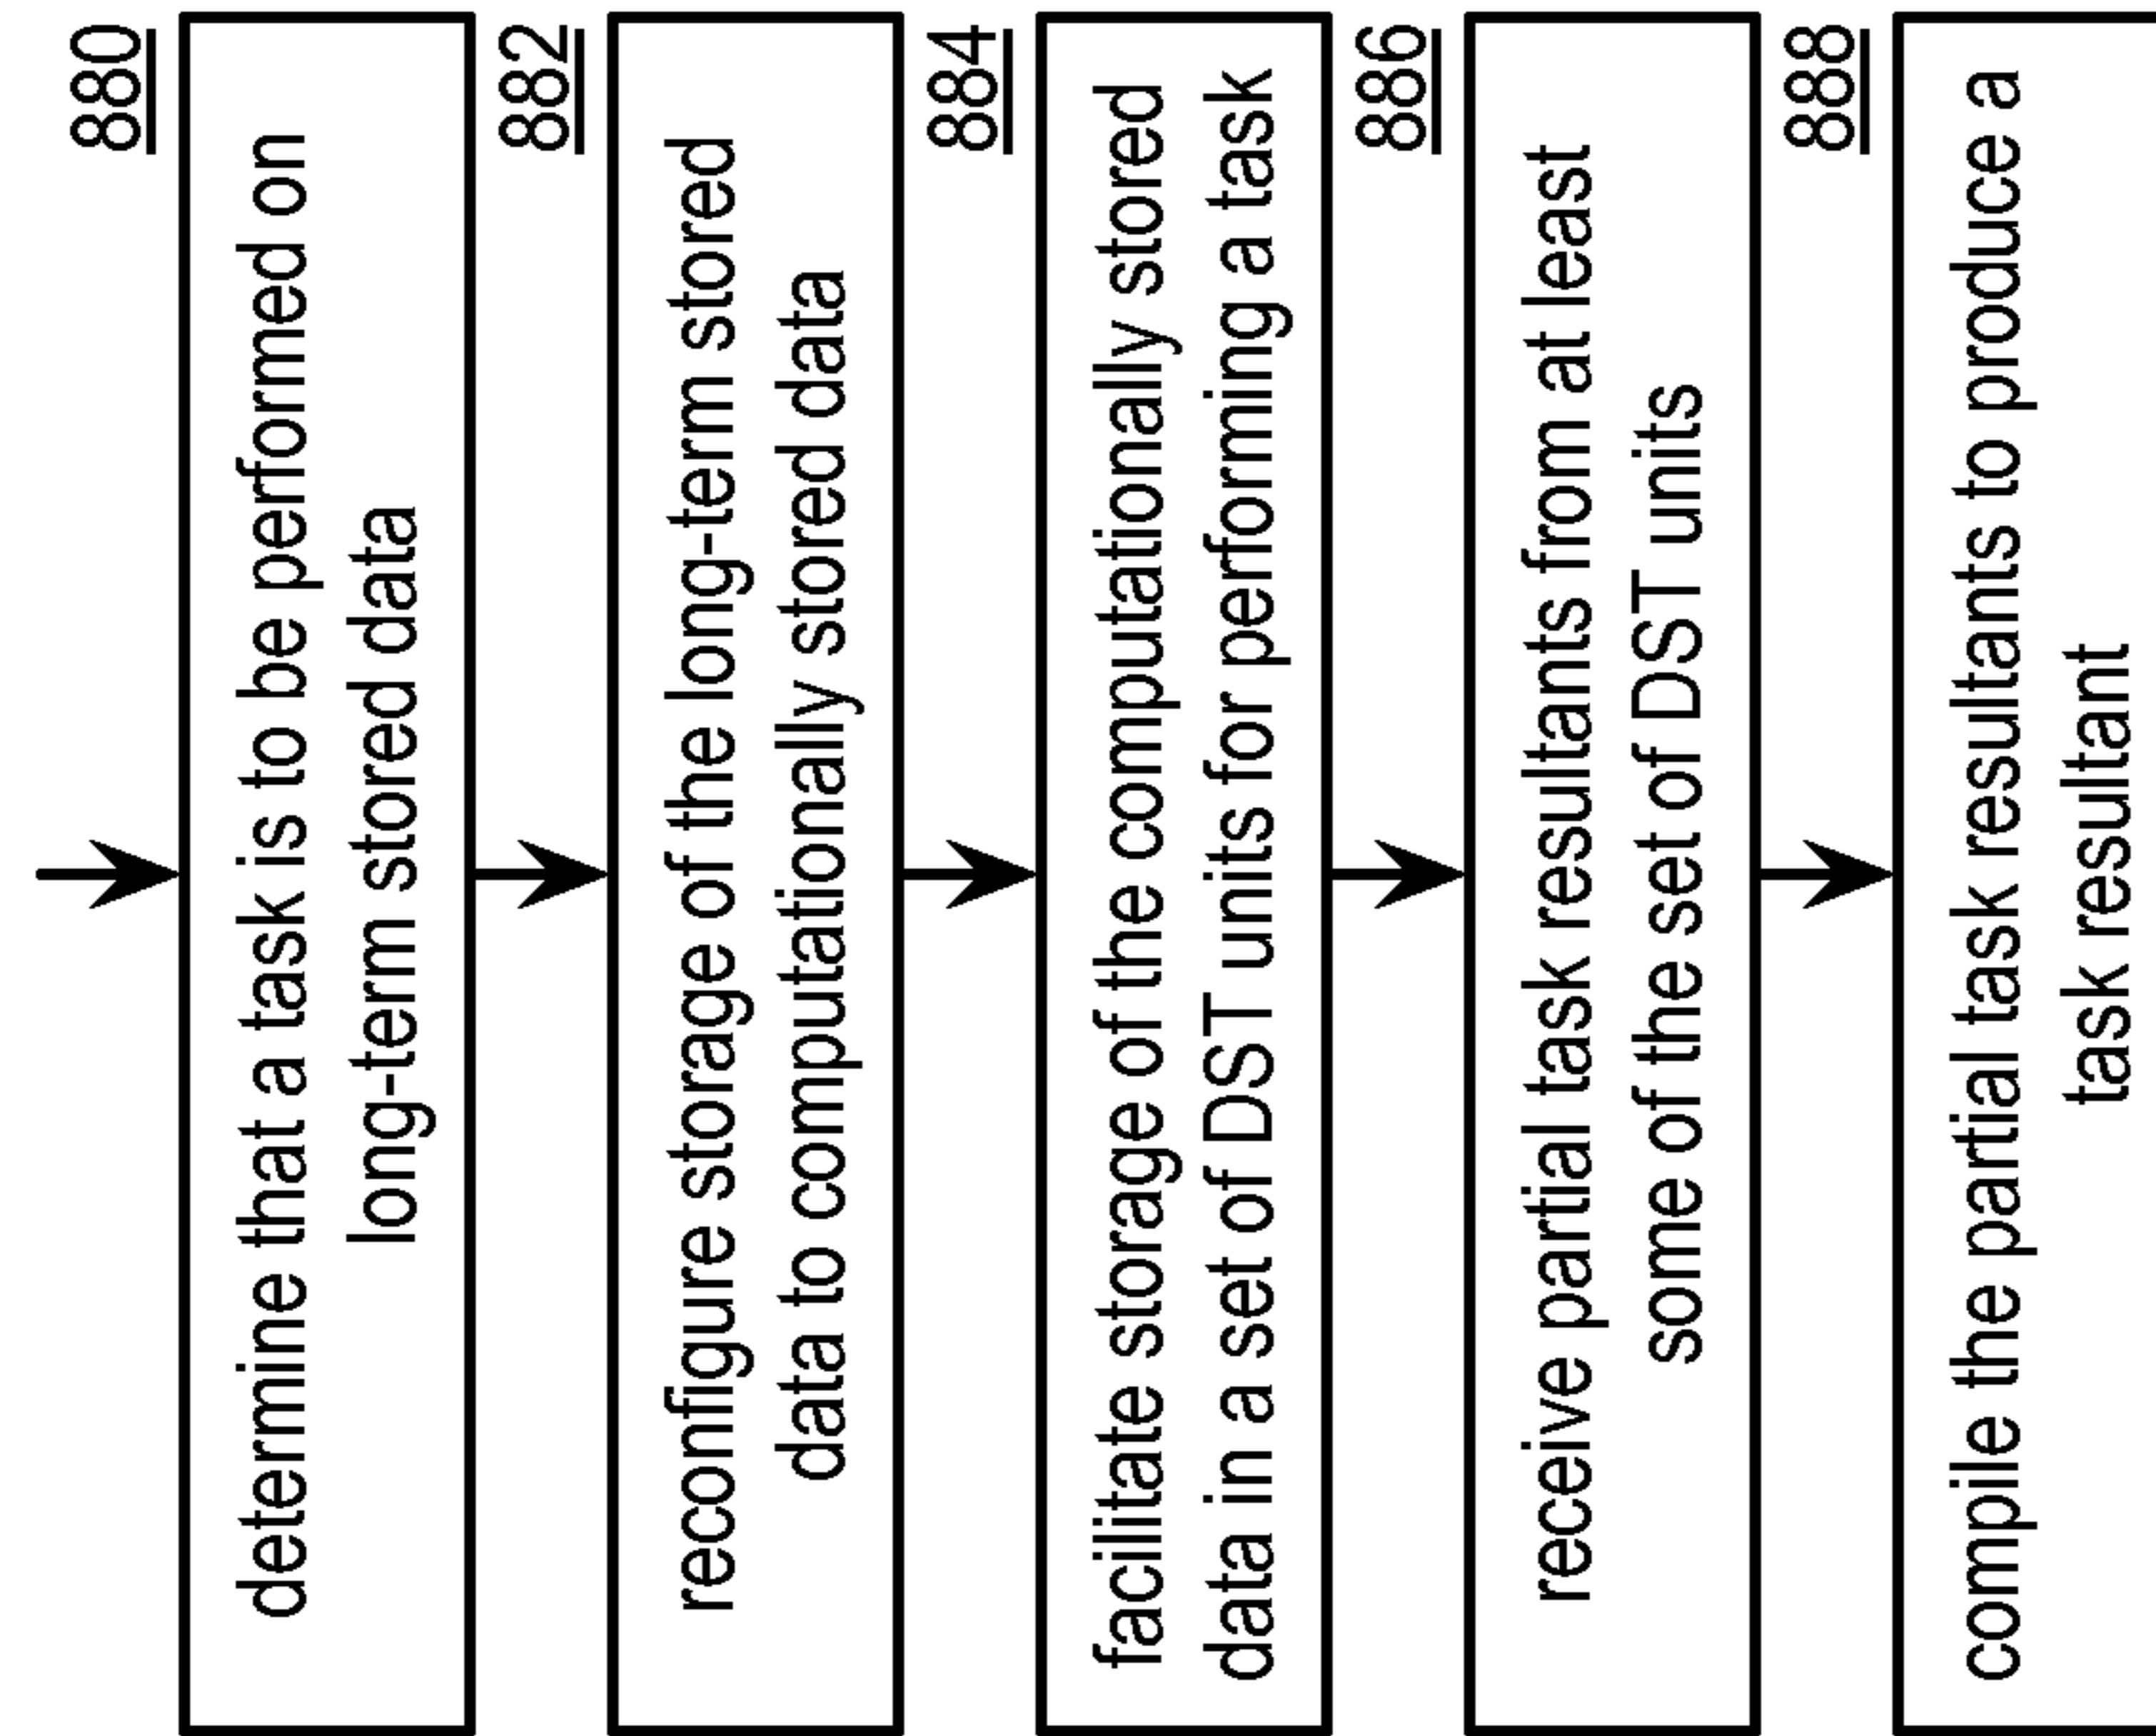 880
determine that a task is to be performed on
long-term stored data
882
reconfigure storage of the long-term stored
data to computationally stored data
884
facilitate storage of the computationally stored
data in a set of DST units for performing a task
886
receive partial task resultants from at least
some of the set of DST units
888
compile the partial task resultants to produce a
task resultant